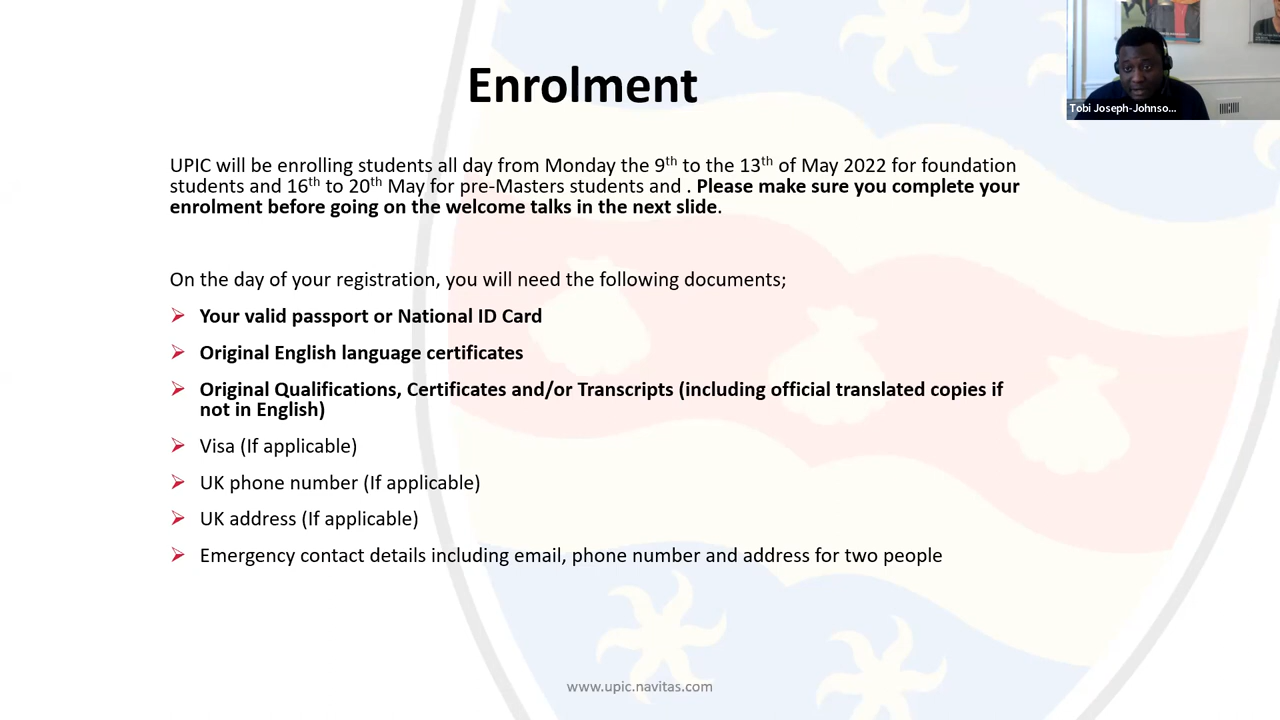 Enrolment
Tobi Joseph-Johnso...
UPIC will be enrolling students all day from Monday the 9th to the 13th of May 2022 for foundation
students and 16th to 20th May for pre-Masters students and . Please make sure you complete your
enrolment before going on the welcome talks in the next slide.
On the day of your registration, you will need the following documents;
Your valid passport or National ID Card
Original English language certificates
Original Qualifications, Certificates and/or Transcripts (including official translated copies if
not in English)
Visa (If applicable)
UK phone number (If applicable)
UK address (If applicable)
Emergency contact details including email, phone number and address for two people
www.upic.navitas.com